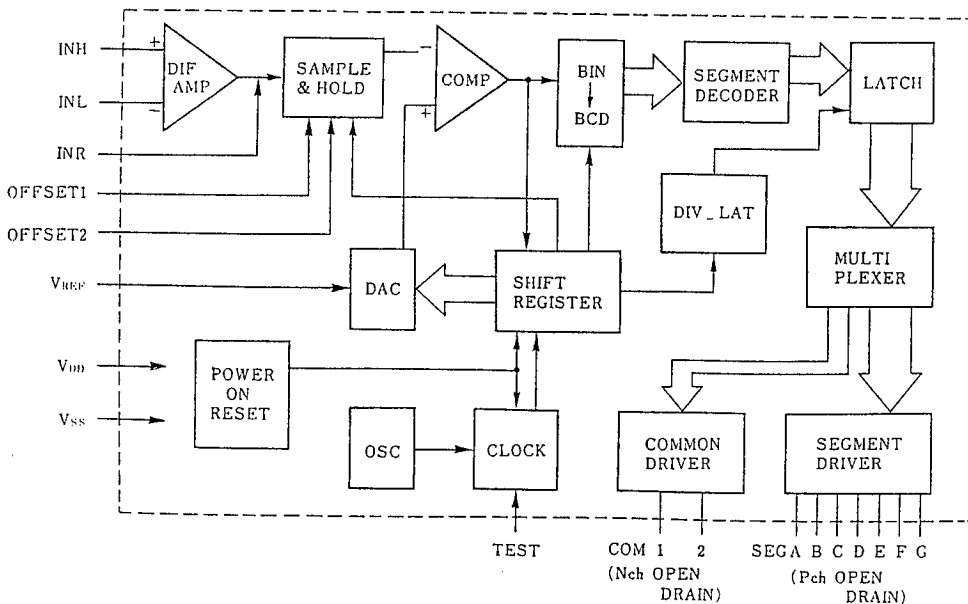 INH
+
DIF
AMP
INL
-
INR
OFFSET1
OFFSET2
VREF
VDD
VSS
SAMPLE
& HOLD
-
COMP
+
BIN
BCD
SEGMENT
DECODER
LATCH
DIV_LAT
DAC
SHIFT
REGISTER
MULTI
PLEXER
POWER
ON
RESET
OSC
CLOCK
COMMON
DRIVER
SEGMENT
DRIVER
TEST
COM 1 2
(Nch OPEN
DRAIN)
SEG A B C D E F G
(Pch OPEN
DRAIN)